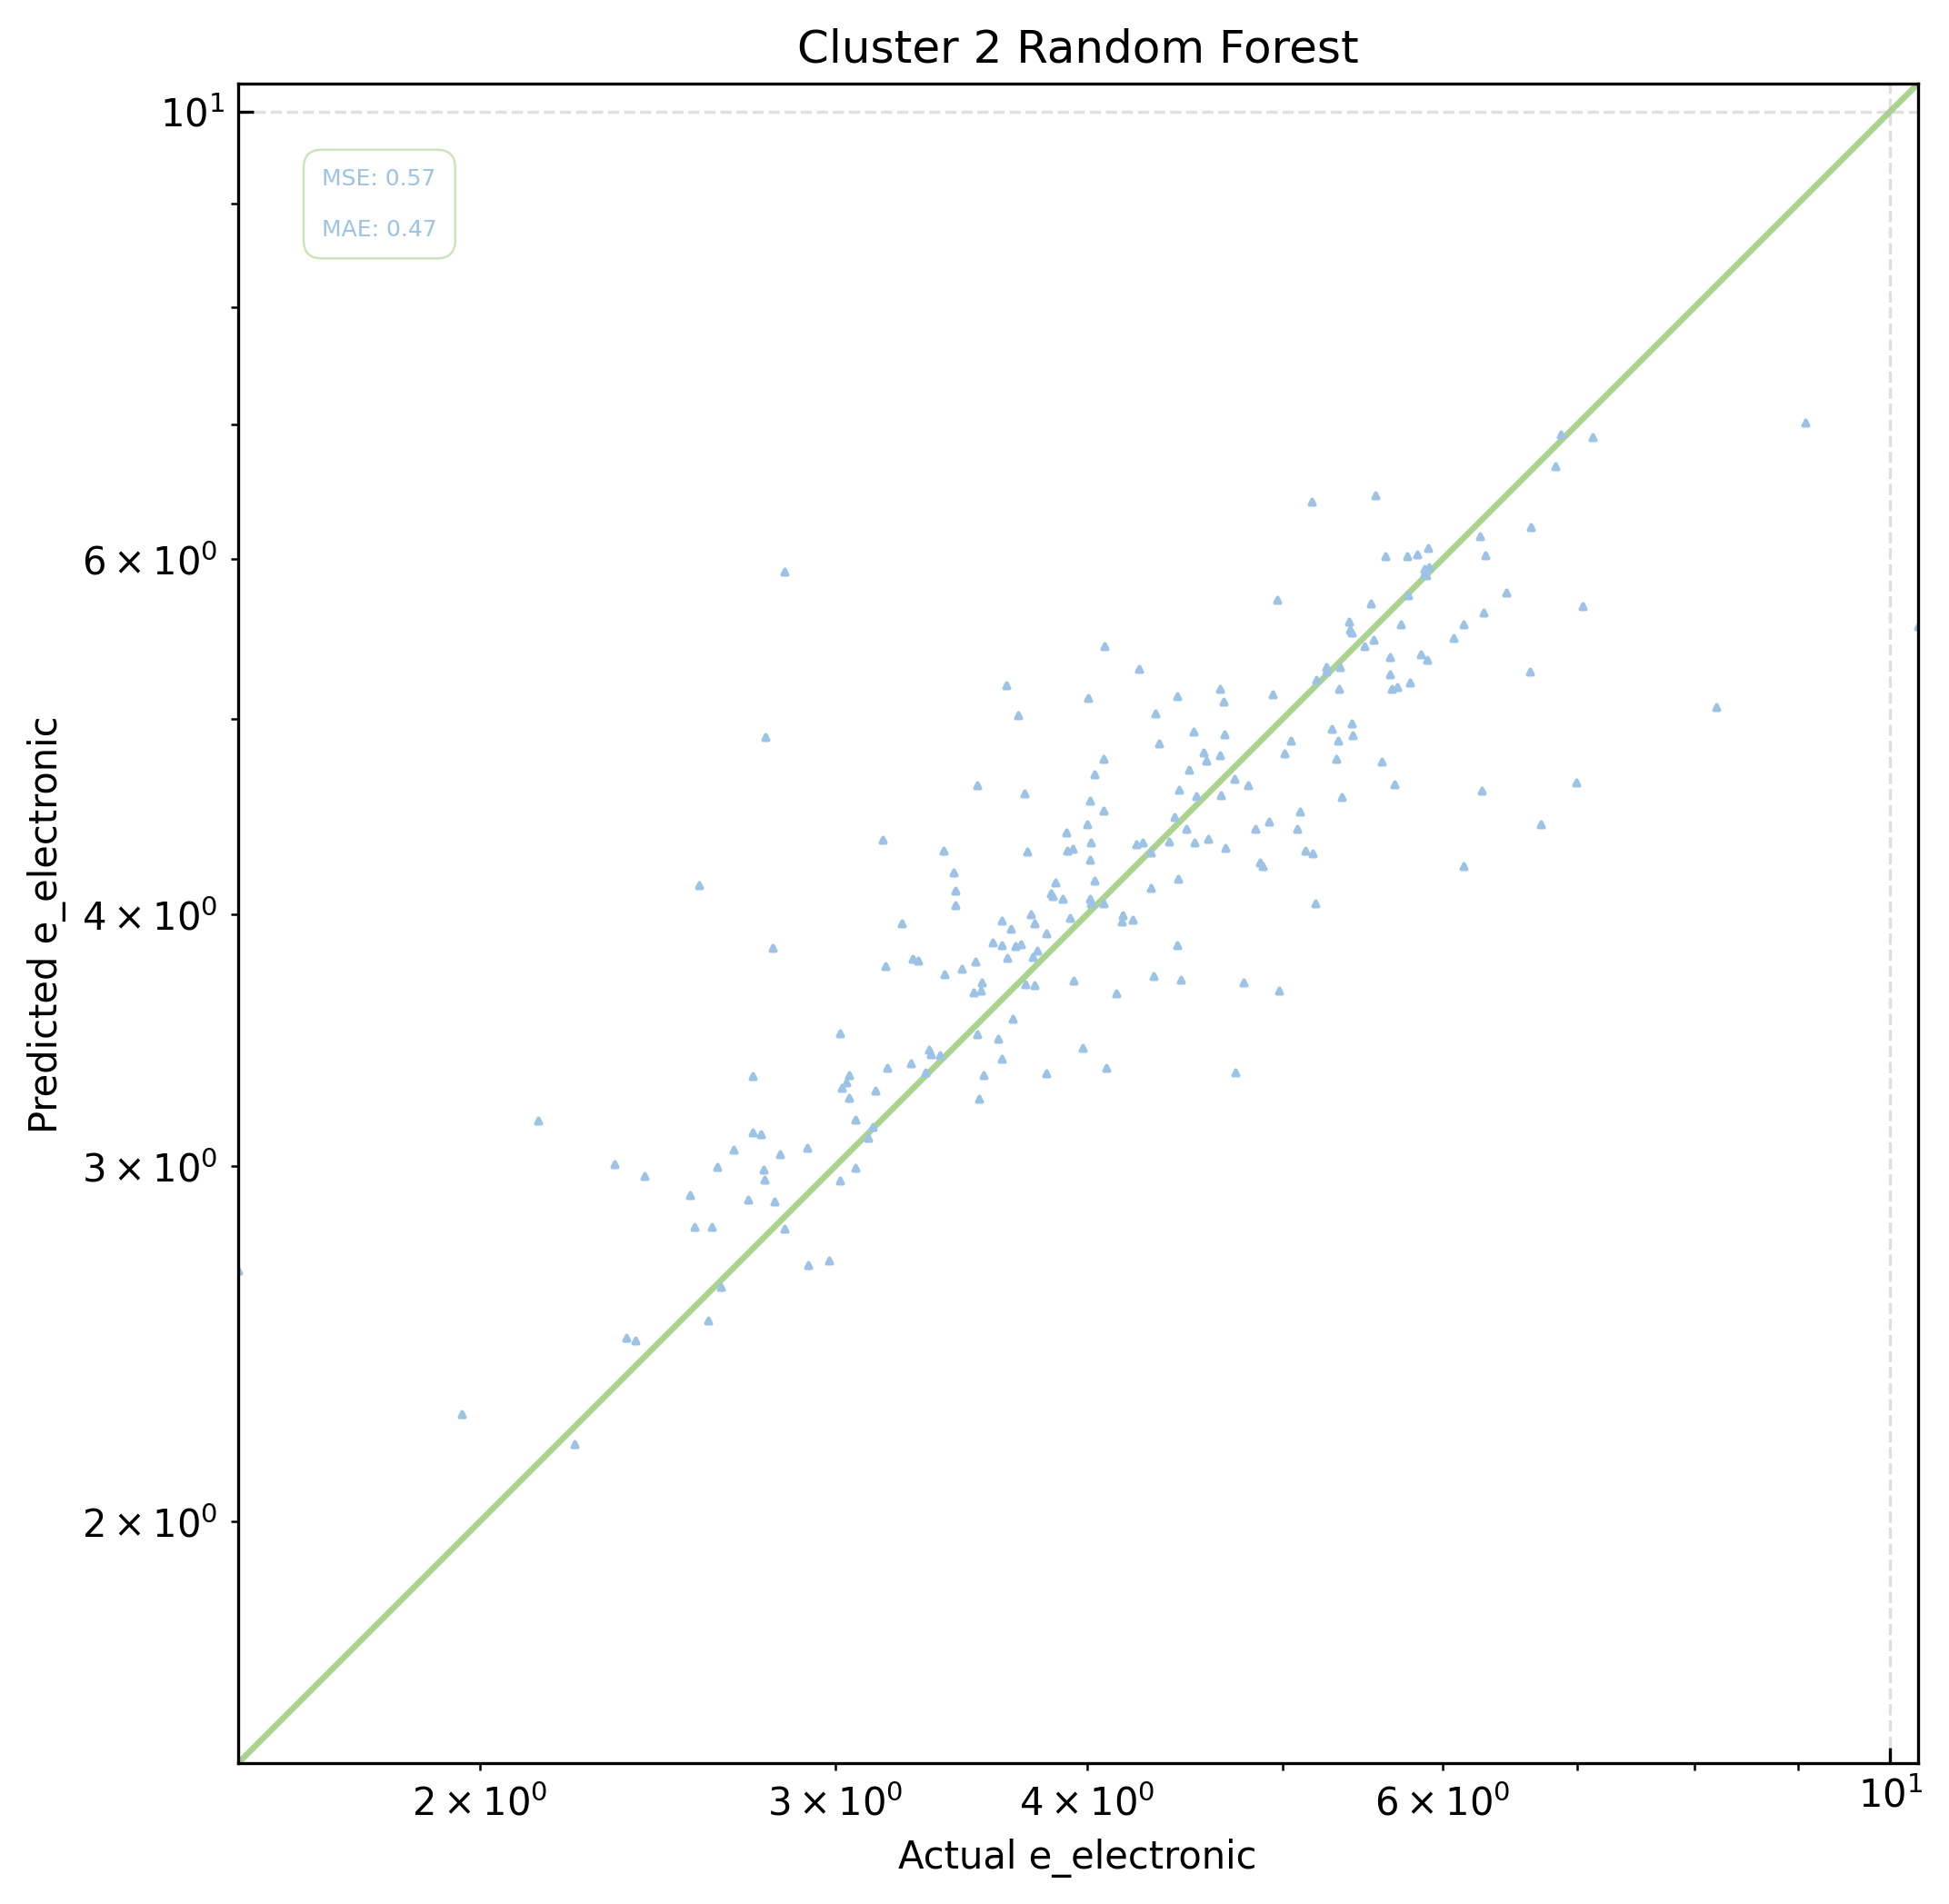 Cluster 2 Random Forest
10¹
MSE: 0.57
MAE: 0.47
6 × 10⁰
4 × 10⁰
3 × 10⁰
2 × 10⁰
Predicted e_electronic
2 × 10⁰ 3 × 10⁰ 4 × 10⁰ 6 × 10⁰ 10¹
Actual e_electronic